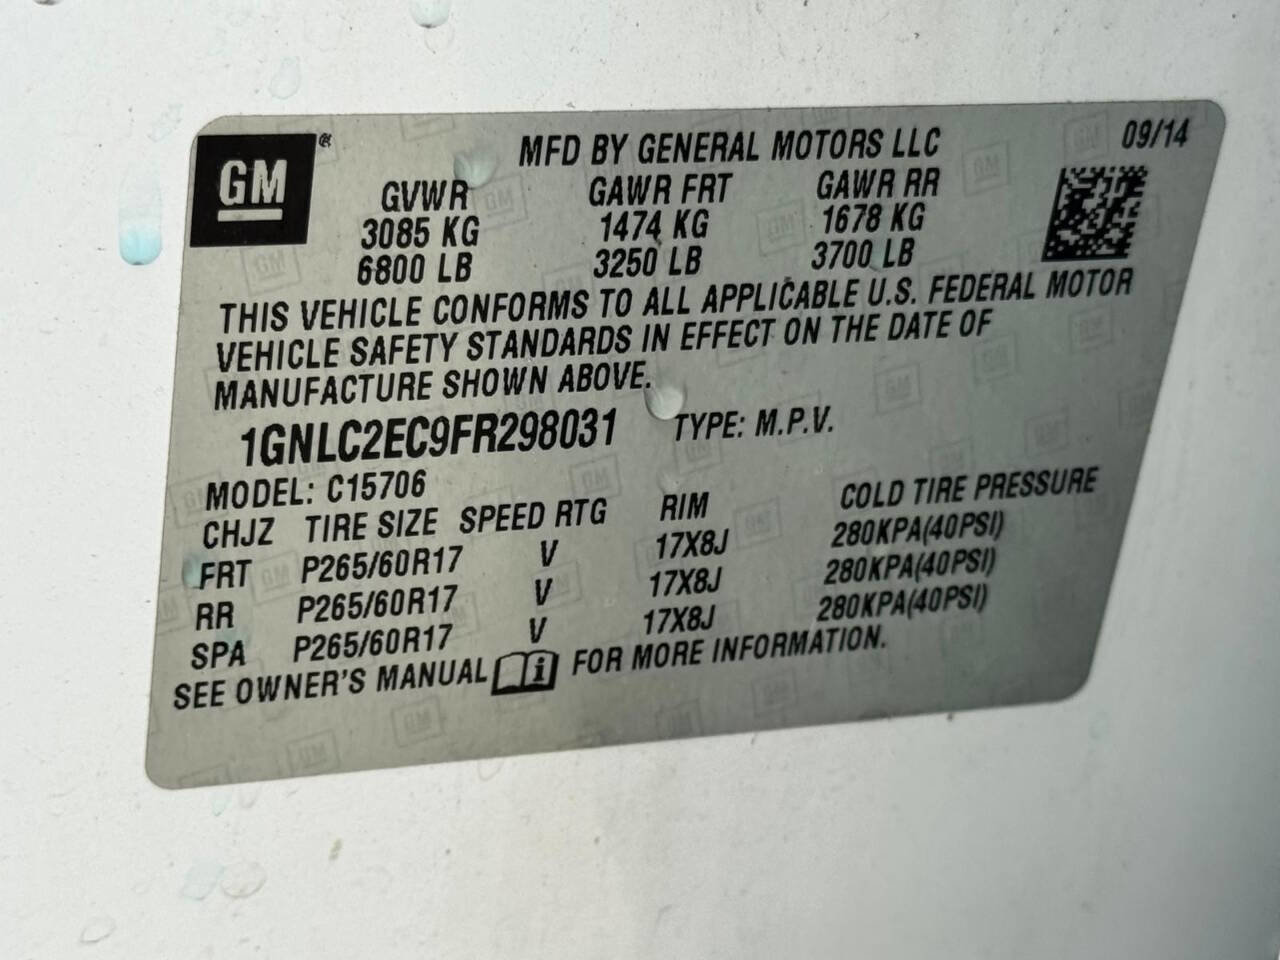 GM
MFD BY GENERAL MOTORS LLC 09/14
GVWR GAWR FRT GAWR RR
3085 KG 1474 KG 1678 KG
6800 LB 3250 LB 3700 LB
THIS VEHICLE CONFORMS TO ALL APPLICABLE U.S. FEDERAL MOTOR
VEHICLE SAFETY STANDARDS IN EFFECT ON THE DATE OF
MANUFACTURE SHOWN ABOVE.
1GNLC2EC9FR298031 TYPE: M.P.V.
MODEL: C15706
CHJZ TIRE SIZE SPEED RTG RIM COLD TIRE PRESSURE
FRT P265/60R17 V 17X8J 280KPA(40PSI)
RR P265/60R17 V 17X8J 280KPA(40PSI)
SPA P265/60R17 V 17X8J 280KPA(40PSI)
SEE OWNER'S MANUAL i FOR MORE INFORMATION.